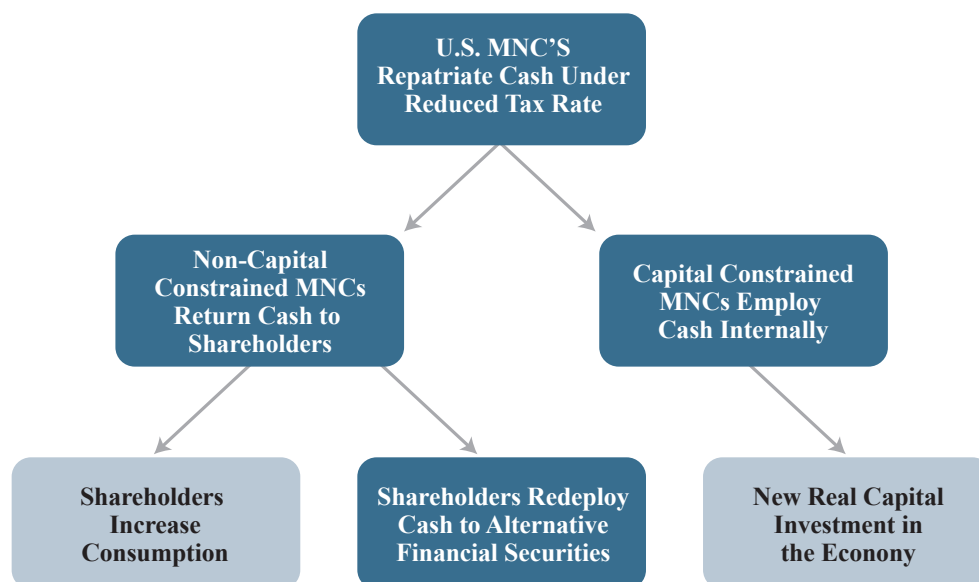 U.S. MNC’S
Repatriate Cash Under
Reduced Tax Rate
Non-Capital
Constrained MNCs
Return Cash to
Shareholders
Capital Constrained
MNCs Employ
Cash Internally
Shareholders
Increase
Consumption
Shareholders Redeploy
Cash to Alternative
Financial Securities
New Real Capital
Investment in
the Econony